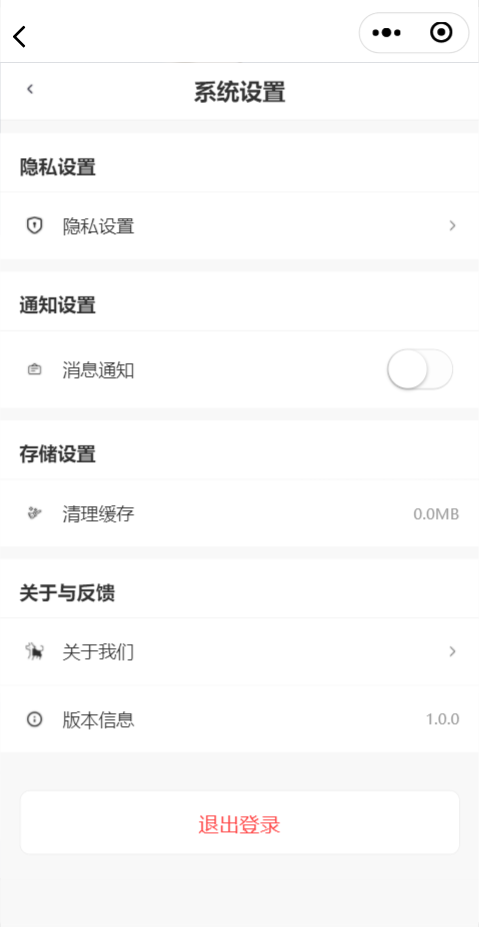 系统设置
隐私设置
隐私设置
通知设置
消息通知
存储设置
清理缓存 0.0MB
关于与反馈
关于我们
版本信息 1.0.0
退出登录